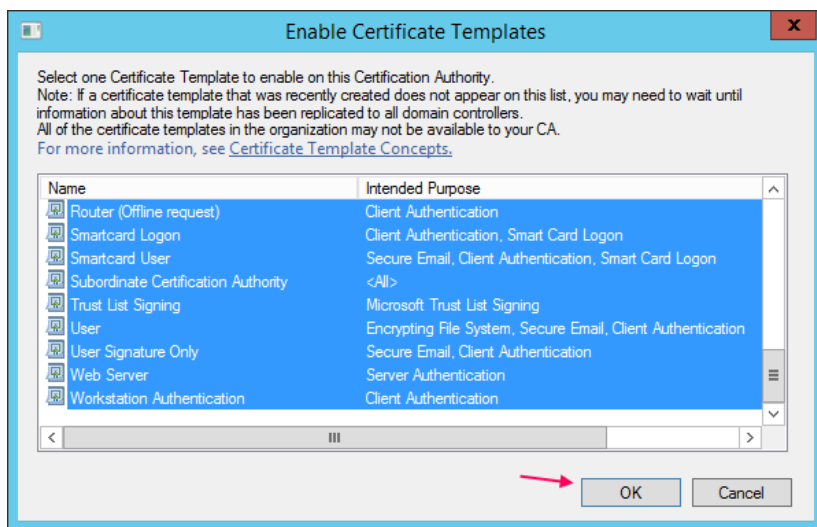 Enable Certificate Templates
x
Select one Certificate Template to enable on this Certification Authority.
Note: If a certificate template that was recently created does not appear on this list, you may need to wait until
information about this template has been replicated to all domain controllers.
All of the certificate templates in the organization may not be available to your CA.
For more information, see Certificate Template Concepts.
Name Intended Purpose
Router (Offline request) Client Authentication
Smartcard Logon Client Authentication, Smart Card Logon
Smartcard User Secure Email, Client Authentication, Smart Card Logon
Subordinate Certification Authority <All>
Trust List Signing Microsoft Trust List Signing
User Encrypting File System, Secure Email, Client Authentication
User Signature Only Secure Email, Client Authentication
Web Server Server Authentication
Workstation Authentication Client Authentication
OK Cancel